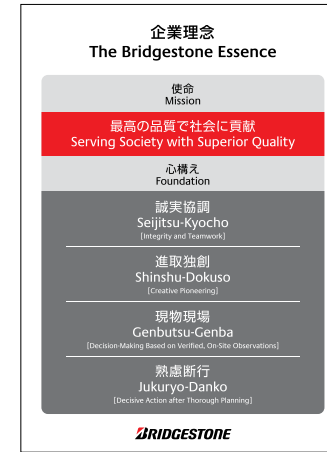 企業理念
The Bridgestone Essence
使命
Mission
最高の品質で社会に貢献
Serving Society with Superior Quality
心構え
Foundation
誠実協調
Seijitsu-Kyocho
[Integrity and Teamwork]
進取独創
Shinshu-Dokuso
[Creative Pioneering]
現物現場
Genbutsu-Genba
[Decision-Making Based on Verified, On-Site Observations]
熟慮断行
Jukuryo-Danko
[Decisive Action after Thorough Planning]
BRIDGESTONE